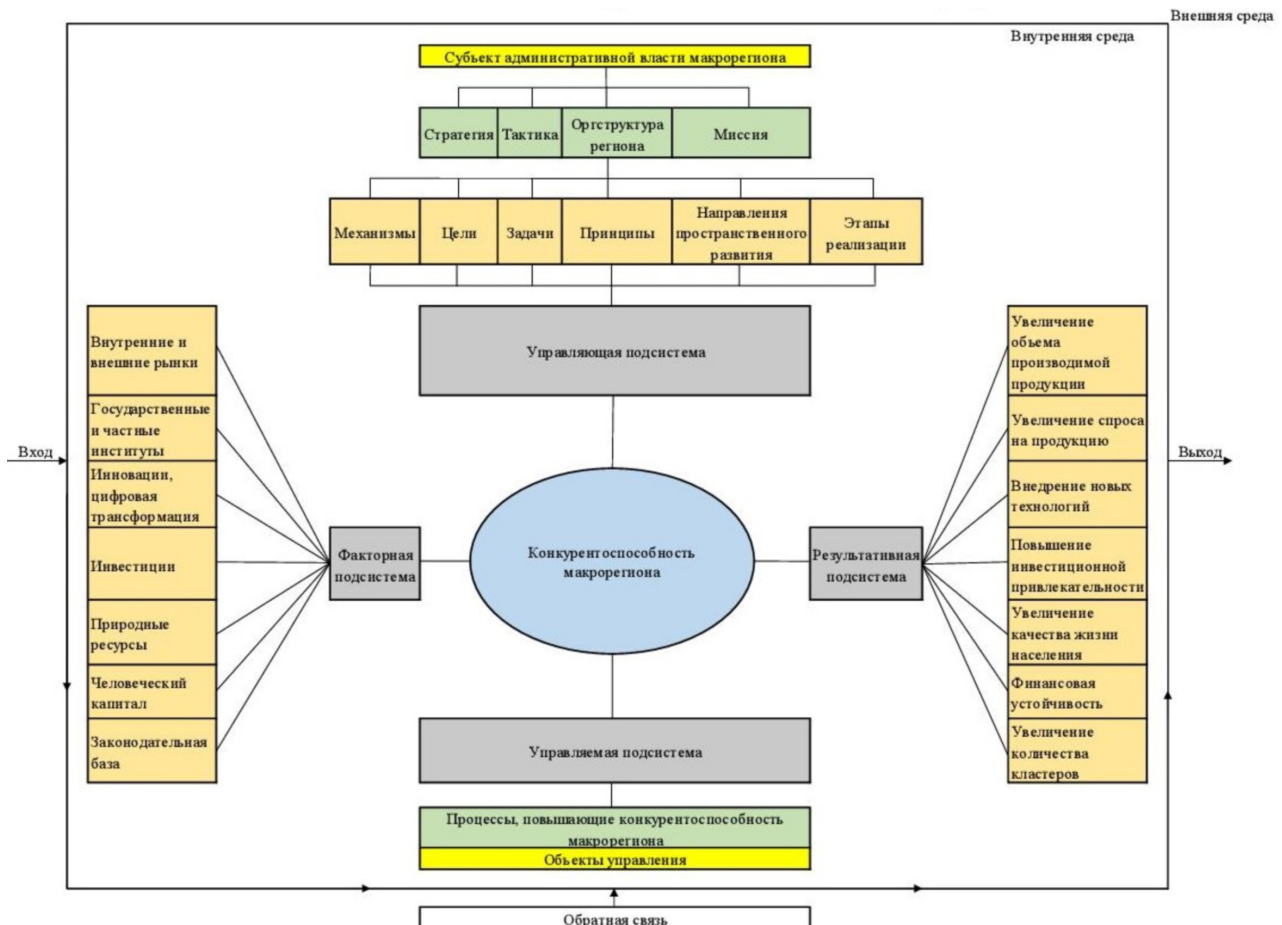 Внешняя среда
Внутренняя среда
Субъект административной власти макрорегиона
Стратегия
Тактика
Оргструктура
региона
Миссия
Механизмы
Цели
Задачи
Принципы
Направления
пространственного
развития
Этапы
реализации
Управляющая подсистема
Внутренние и
внешние рынки
Государственные
и частные
институты
Инновации,
цифровая
трансформация
Инвестиции
Природные
ресурсы
Человеческий
капитал
Законодательная
база
Вход
Факторная
подсистема
Конкурентоспособность
макрорегиона
Результативная
подсистема
Увеличение
объема
производимой
продукции
Увеличение спроса
на продукцию
Внедрение новых
технологий
Повышение
инвестиционной
привлекательности
Увеличение
качества жизни
населения
Финансовая
устойчивость
Увеличение
количества
кластеров
Выход
Управляемая подсистема
Процессы, повышающие конкурентоспособность
макрорегиона
Объекты управления
Обратная связь